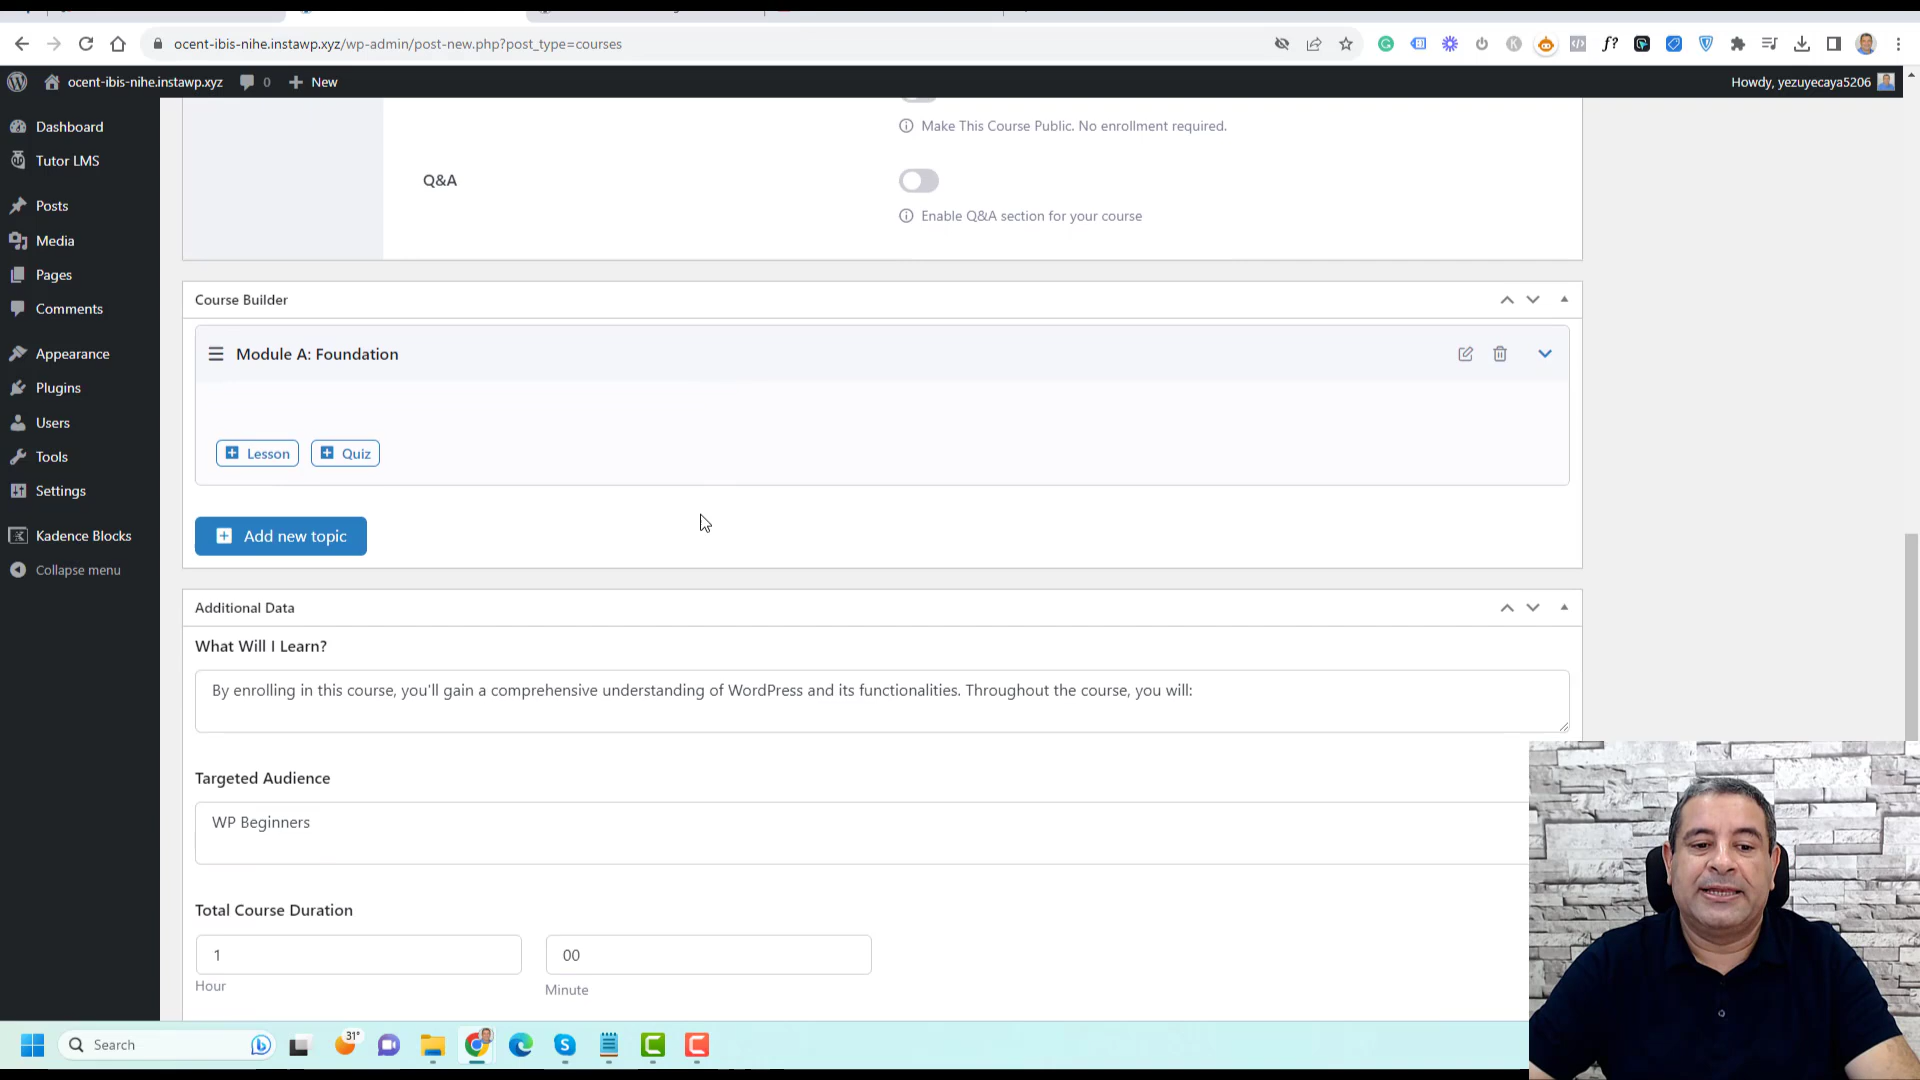 ocent-ibis-nihe.instawp.xyz/wp-admin/post-new.php?post_type=courses
f?
ocent-ibis-nihe.instawp.xyz
0
New
Howdy, yezuyecaya5206
Dashboard
Tutor LMS
Posts
Media
Pages
Comments
Appearance
Plugins
Users
Tools
Settings
Kadence Blocks
Collapse menu
Make This Course Public. No enrollment required.
Q&A
Enable Q&A section for your course
Course Builder
Module A: Foundation
Lesson
Quiz
Add new topic
Additional Data
What Will I Learn?
By enrolling in this course, you'll gain a comprehensive understanding of WordPress and its functionalities. Throughout the course, you will:
Targeted Audience
WP Beginners
Total Course Duration
1
00
Hour
Minute
Search
31°